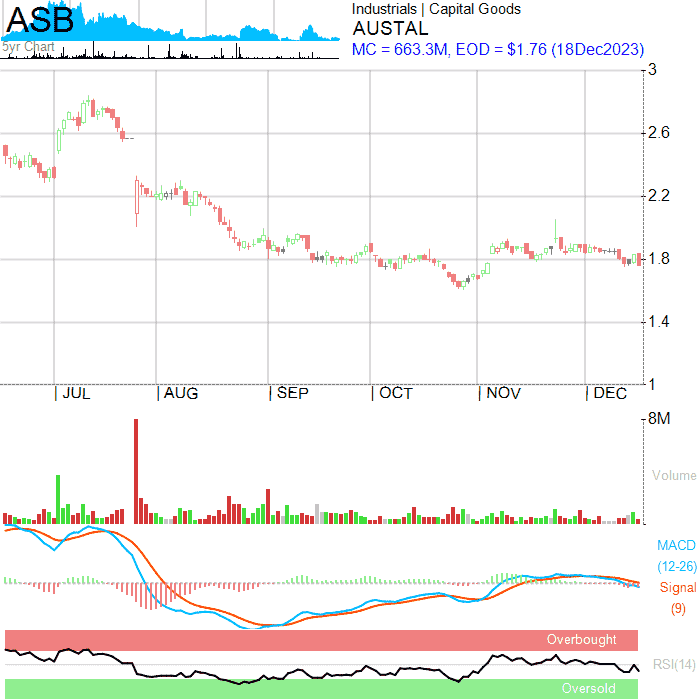 ASB
5yr Chart
Industrials | Capital Goods
AUSTAL
MC = 663.3M, EOD = $1.76 (18Dec2023)
3
2.6
2.2
1.8
1.4
1
| JUL | AUG | SEP | OCT | NOV | DEC
8M
Volume
MACD
(12-26)
Signal
(9)
Overbought
RSI(14)
Oversold